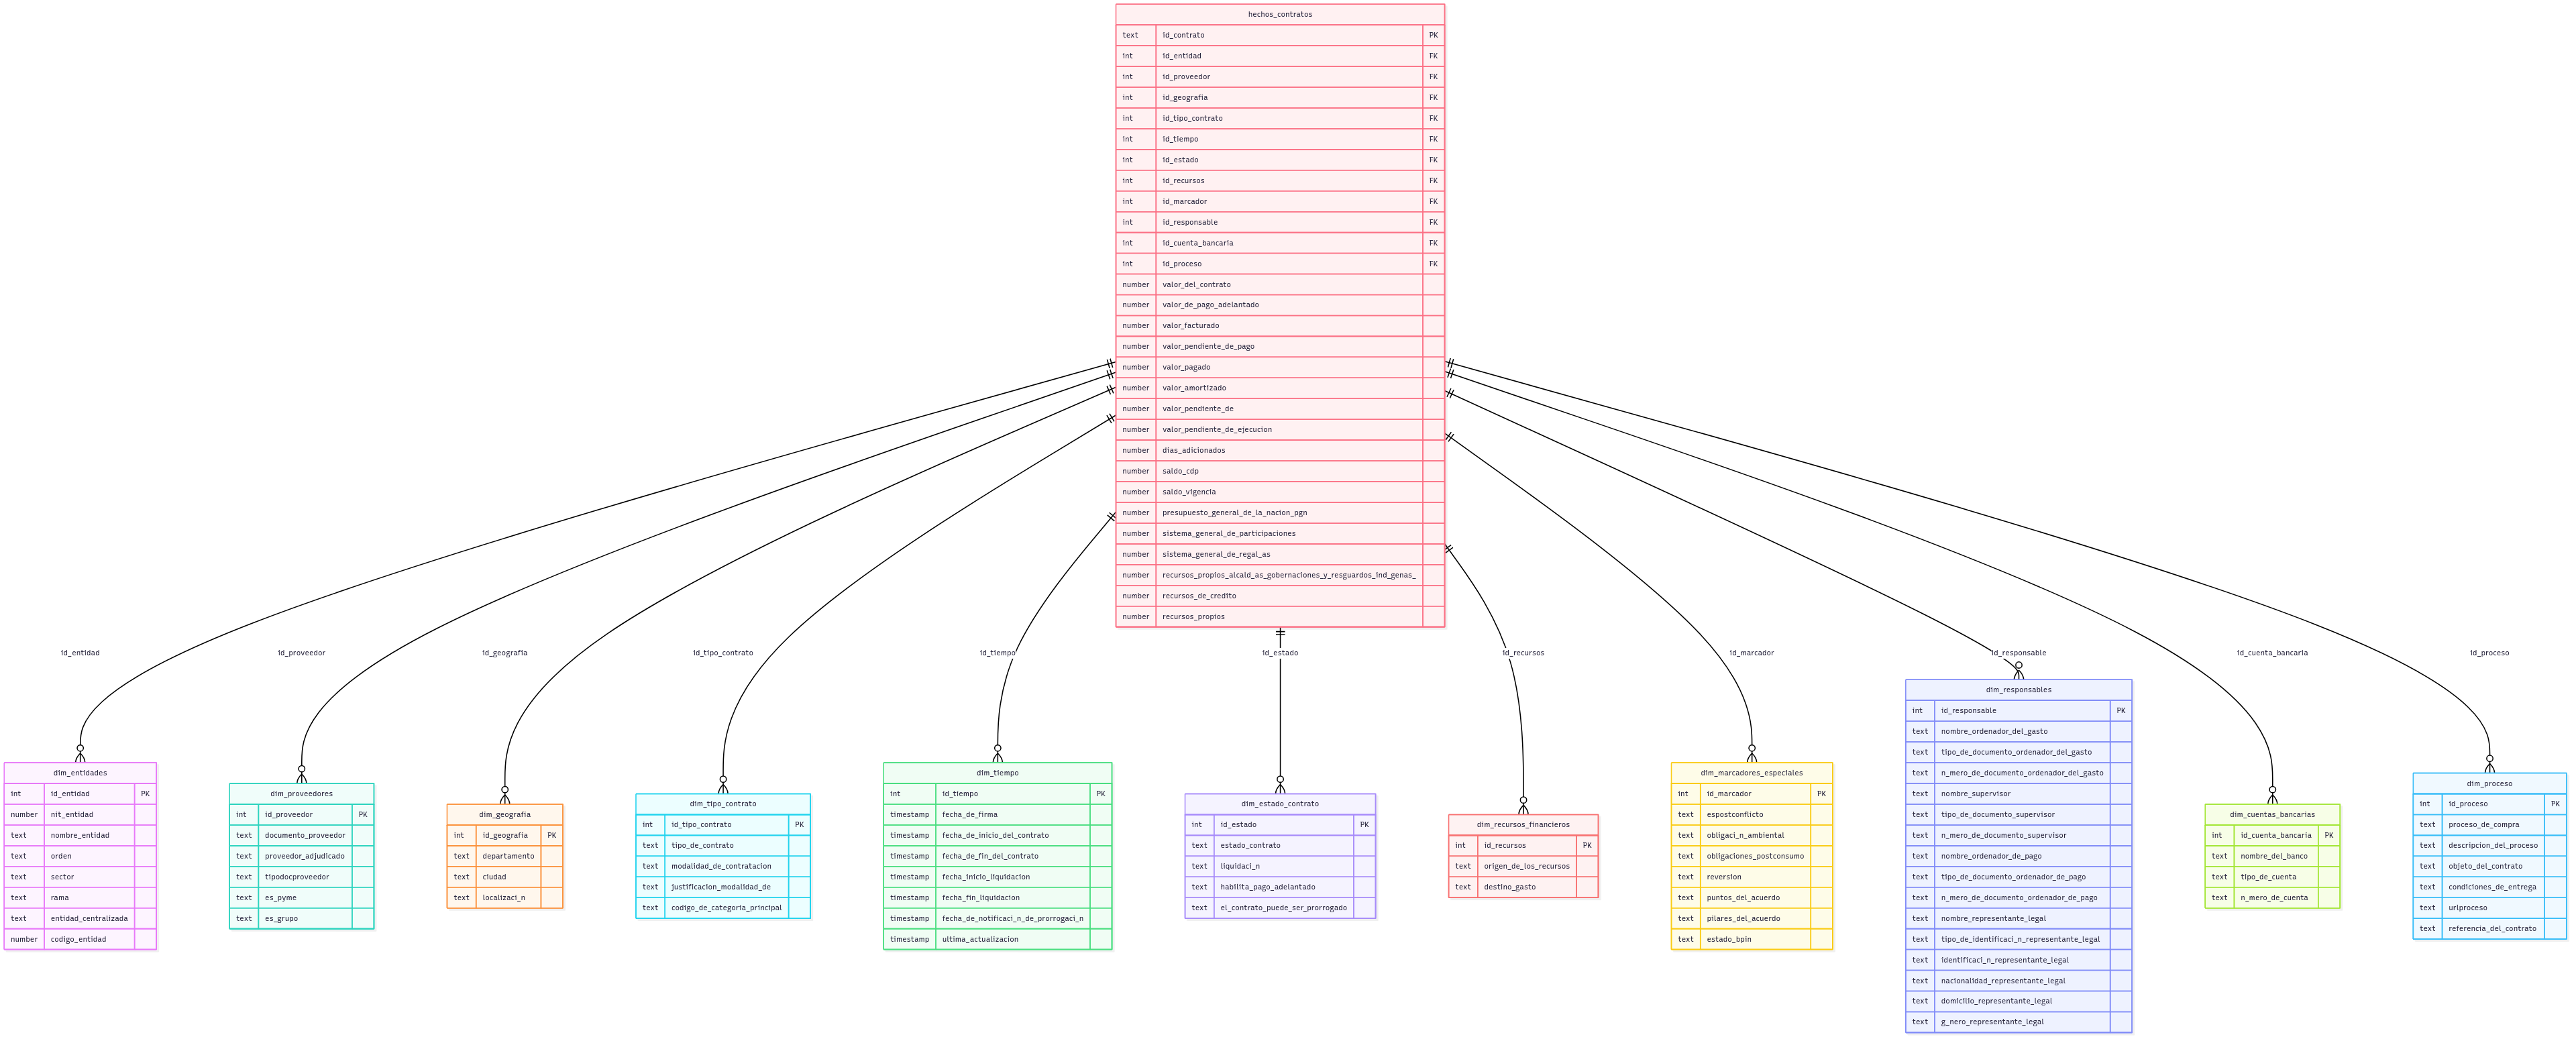 hechos_contratos
text id_contrato PK
int id_entidad FK
int id_proveedor FK
int id_geografia FK
int id_tipo_contrato FK
int id_tiempo FK
int id_estado FK
int id_recursos FK
int id_marcador FK
int id_responsable FK
int id_cuenta_bancaria FK
int id_proceso FK
number valor_del_contrato
number valor_de_pago_adelantado
number valor_facturado
number valor_pendiente_de_pago
number valor_pagado
number valor_amortizado
number valor_pendiente_de
number valor_pendiente_de_ejecucion
number dias_adicionados
number saldo_cdp
number saldo_vigencia
number presupuesto_general_de_la_nacion_pgn
number sistema_general_de_participaciones
number sistema_general_de_regal_as
number recursos_propios_alcald_as_gobernaciones_y_resguardos_ind_genas_
number recursos_de_credito
number recursos_propios
id_entidad
id_proveedor
id_geografia
id_tipo_contrato
id_tiempo
id_estado
id_recursos
id_marcador
id_responsable
id_cuenta_bancaria
id_proceso
dim_entidades
int id_entidad PK
number nit_entidad
text nombre_entidad
text orden
text sector
text rama
text entidad_centralizada
number codigo_entidad
dim_proveedores
int id_proveedor PK
text documento_proveedor
text proveedor_adjudicado
text tipodocproveedor
text es_pyme
text es_grupo
dim_geografia
int id_geografia PK
text departamento
text ciudad
text localizaci_n
dim_tipo_contrato
int id_tipo_contrato PK
text tipo_de_contrato
text modalidad_de_contratacion
text justificacion_modalidad_de
text codigo_de_categoria_principal
dim_tiempo
int id_tiempo PK
timestamp fecha_de_firma
timestamp fecha_de_inicio_del_contrato
timestamp fecha_de_fin_del_contrato
timestamp fecha_inicio_liquidacion
timestamp fecha_fin_liquidacion
timestamp fecha_de_notificaci_n_de_prorrogaci_n
timestamp ultima_actualizacion
dim_estado_contrato
int id_estado PK
text estado_contrato
text liquidaci_n
text habilita_pago_adelantado
text el_contrato_puede_ser_prorrogado
dim_recursos_financieros
int id_recursos PK
text origen_de_los_recursos
text destino_gasto
dim_marcadores_especiales
int id_marcador PK
text espostconflicto
text obligaci_n_ambiental
text obligaciones_postconsumo
text reversion
text puntos_del_acuerdo
text pilares_del_acuerdo
text estado_bpin
dim_responsables
int id_responsable PK
text nombre_ordenador_del_gasto
text tipo_de_documento_ordenador_del_gasto
text n_mero_de_documento_ordenador_del_gasto
text nombre_supervisor
text tipo_de_documento_supervisor
text n_mero_de_documento_supervisor
text nombre_ordenador_de_pago
text tipo_de_documento_ordenador_de_pago
text n_mero_de_documento_ordenador_de_pago
text nombre_representante_legal
text tipo_de_identificaci_n_representante_legal
text identificaci_n_representante_legal
text nacionalidad_representante_legal
text domicilio_representante_legal
text g_nero_representante_legal
dim_cuentas_bancarias
int id_cuenta_bancaria PK
text nombre_del_banco
text tipo_de_cuenta
text n_mero_de_cuenta
dim_proceso
int id_proceso PK
text proceso_de_compra
text descripcion_del_proceso
text objeto_del_contrato
text condiciones_de_entrega
text urlproceso
text referencia_del_contrato